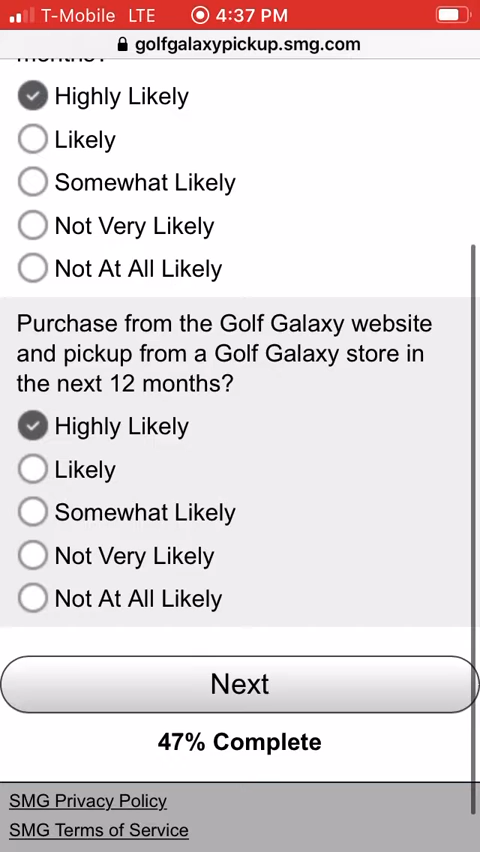 T-Mobile LTE 4:37 PM
golfgalaxypickup.smg.com
months?
Highly Likely
Likely
Somewhat Likely
Not Very Likely
Not At All Likely
Purchase from the Golf Galaxy website
and pickup from a Golf Galaxy store in
the next 12 months?
Highly Likely
Likely
Somewhat Likely
Not Very Likely
Not At All Likely
Next
47% Complete
SMG Privacy Policy
SMG Terms of Service